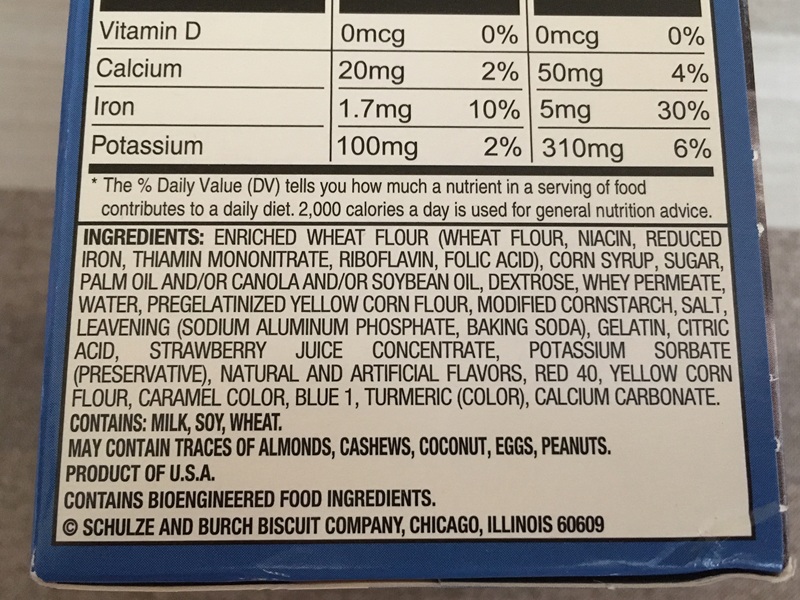 Vitamin D 0mcg 0% 0mcg 0%
Calcium 20mg 2% 50mg 4%
Iron 1.7mg 10% 5mg 30%
Potassium 100mg 2% 310mg 6%
* The % Daily Value (DV) tells you how much a nutrient in a serving of food
contributes to a daily diet. 2,000 calories a day is used for general nutrition advice.
INGREDIENTS: ENRICHED WHEAT FLOUR (WHEAT FLOUR, NIACIN, REDUCED
IRON, THIAMIN MONONITRATE, RIBOFLAVIN, FOLIC ACID), CORN SYRUP, SUGAR,
PALM OIL AND/OR CANOLA AND/OR SOYBEAN OIL, DEXTROSE, WHEY PERMEATE,
WATER, PREGELATINIZED YELLOW CORN FLOUR, MODIFIED CORNSTARCH, SALT,
LEAVENING (SODIUM ALUMINUM PHOSPHATE, BAKING SODA), GELATIN, CITRIC
ACID, STRAWBERRY JUICE CONCENTRATE, POTASSIUM SORBATE
(PRESERVATIVE), NATURAL AND ARTIFICIAL FLAVORS, RED 40, YELLOW CORN
FLOUR, CARAMEL COLOR, BLUE 1, TURMERIC (COLOR), CALCIUM CARBONATE.
CONTAINS: MILK, SOY, WHEAT.
MAY CONTAIN TRACES OF ALMONDS, CASHEWS, COCONUT, EGGS, PEANUTS.
PRODUCT OF U.S.A.
CONTAINS BIOENGINEERED FOOD INGREDIENTS.
© SCHULZE AND BURCH BISCUIT COMPANY, CHICAGO, ILLINOIS 60609